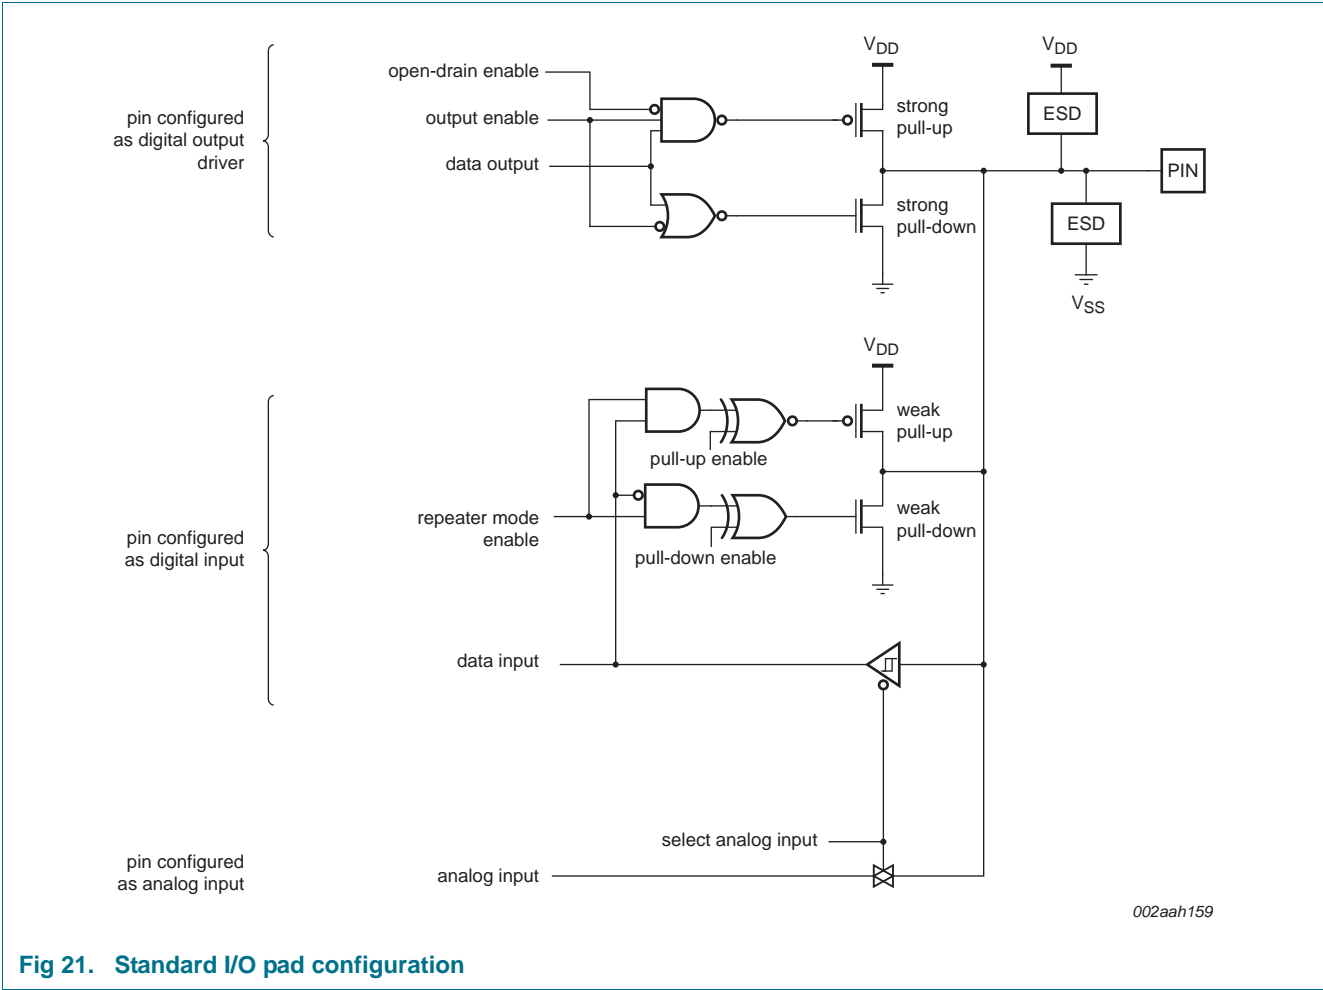 VDD
VDD
open-drain enable
strong
pull-up
ESD
pin configured
as digital output
driver
output enable
data output
PIN
strong
pull-down
ESD
VSS
VDD
weak
pull-up
pull-up enable
weak
pull-down
repeater mode
enable
pin configured
as digital input
pull-down enable
data input
select analog input
pin configured
as analog input
analog input
002aah159
Fig 21. Standard I/O pad configuration